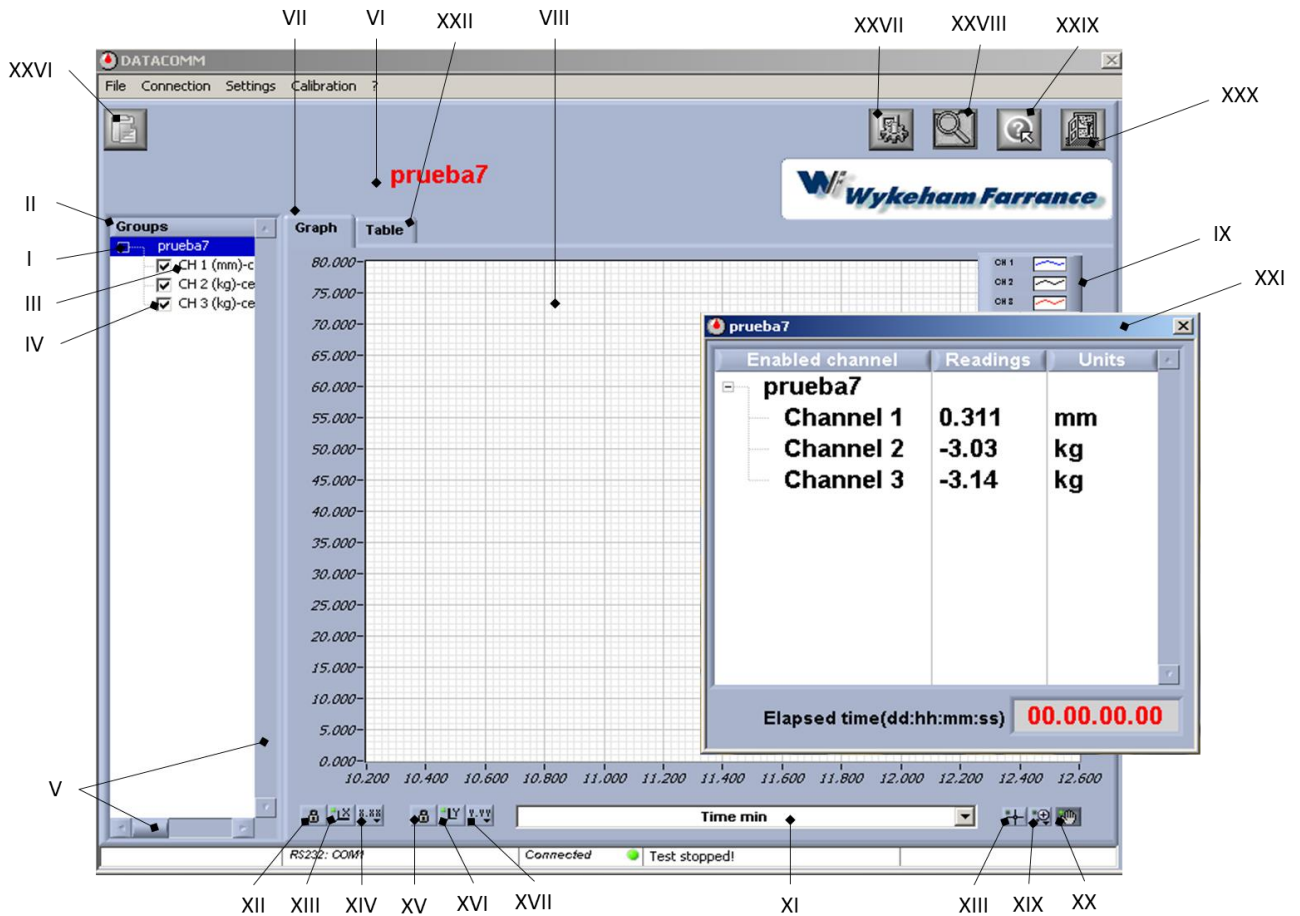 VII VI XXII VIII XXVII XXVIII XXIX
XXVI
XXX
DATACOMM
File Connection Settings Calibration ?
prueba7
Wykeham Farrance
II
I
III
IV
V
IX
XXI
Groups
prueba7
CH 1 (mm)-c
CH 2 (kg)-ce
CH 3 (kg)-ce
Graph Table
CH 1
CH 2
CH 3
80.000
75.000
70.000
65.000
60.000
55.000
50.000
45.000
40.000
35.000
30.000
25.000
20.000
15.000
10.000
5.000
0.000
10.200 10.400 10.600 10.800 11.000 11.200 11.400 11.600 11.800 12.000 12.200 12.400 12.600
prueba7
Enabled channel Readings Units
prueba7
Channel 1 0.311 mm
Channel 2 -3.03 kg
Channel 3 -3.14 kg
Elapsed time(dd:hh:mm:ss) 00.00.00.00
X X.XX Y Y.YY Time min
RS232: COM1 Connected Test stopped!
XII XIII XIV XV XVI XVII XI XIII XIX XX